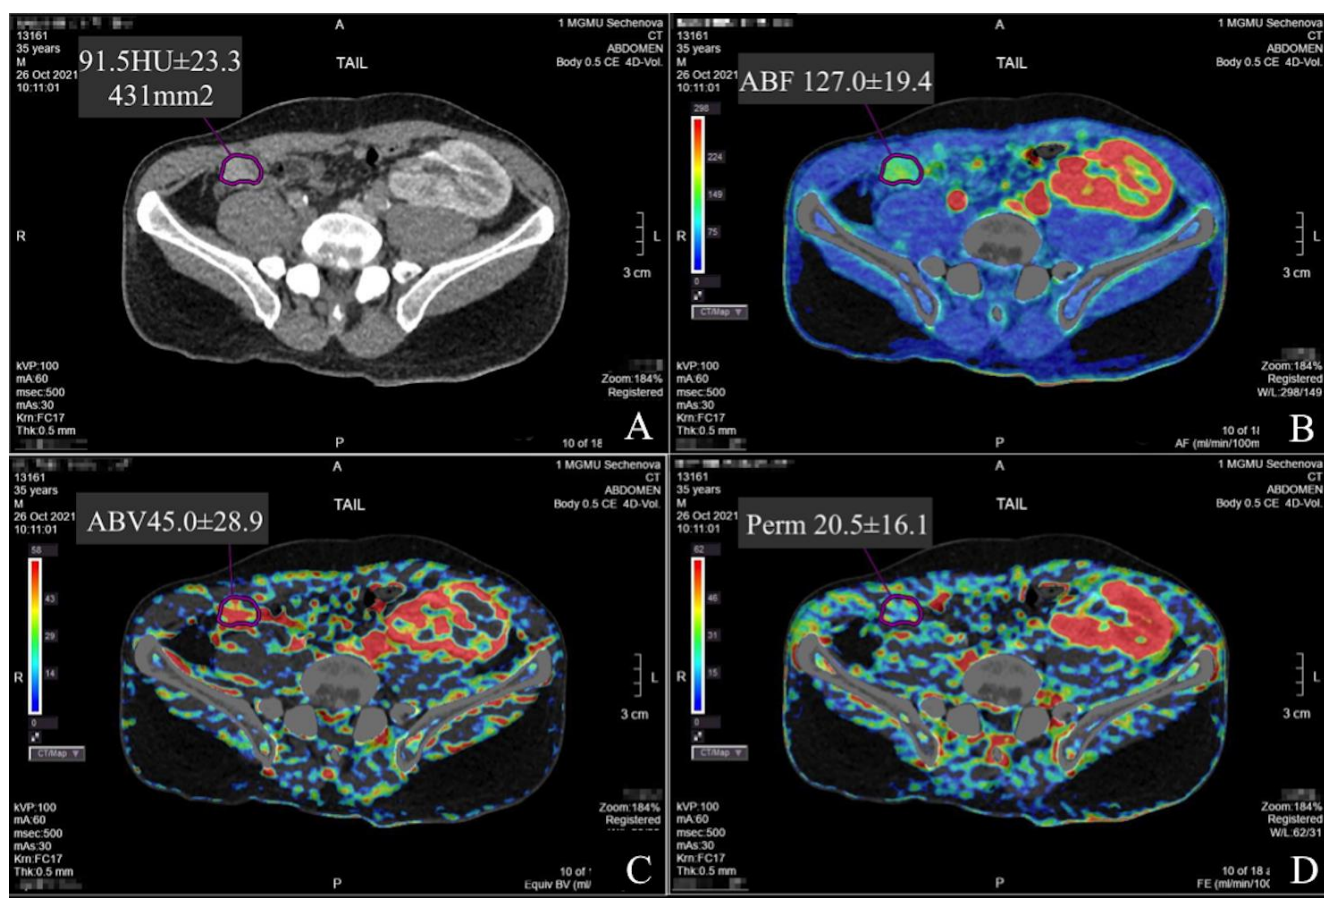 A
1 MGMU Sechenova
CT
ABDOMEN
Body 0.5 CE 4D-Vol.
13161
35 years
M
26 Oct 2021
10:11:01
TAIL
91.5HU±23.3
431mm2
R
L
3 cm
kVP:100
mA:60
msec:500
mAs:30
Krn:FC17
Thk:0.5 mm
Zoom:184%
Registered
P
10 of 18
A
A
1 MGMU Sechenova
CT
ABDOMEN
Body 0.5 CE 4D-Vol.
13161
35 years
M
26 Oct 2021
10:11:01
TAIL
ABF 127.0±19.4
298
224
149
75
0
CT/Map
R
L
3 cm
kVP:100
mA:60
msec:500
mAs:30
Krn:FC17
Thk:0.5 mm
Zoom:184%
Registered
W/L:298/149
P
10 of 18
AF (ml/min/100m
B
A
1 MGMU Sechenova
CT
ABDOMEN
Body 0.5 CE 4D-Vol.
13161
35 years
M
26 Oct 2021
10:11:01
TAIL
ABV45.0±28.9
58
43
29
14
0
CT/Map
R
L
3 cm
kVP:100
mA:60
msec:500
mAs:30
Krn:FC17
Thk:0.5 mm
Zoom:184%
Registered
P
10 of
Equiv BV (ml/
C
A
1 MGMU Sechenova
CT
ABDOMEN
Body 0.5 CE 4D-Vol.
13161
35 years
M
26 Oct 2021
10:11:01
TAIL
Perm 20.5±16.1
62
46
31
15
0
CT/Map
R
L
3 cm
kVP:100
mA:60
msec:500
mAs:30
Krn:FC17
Thk:0.5 mm
Zoom:184%
Registered
W/L:62/31
P
10 of 18
FE (ml/min/100
D